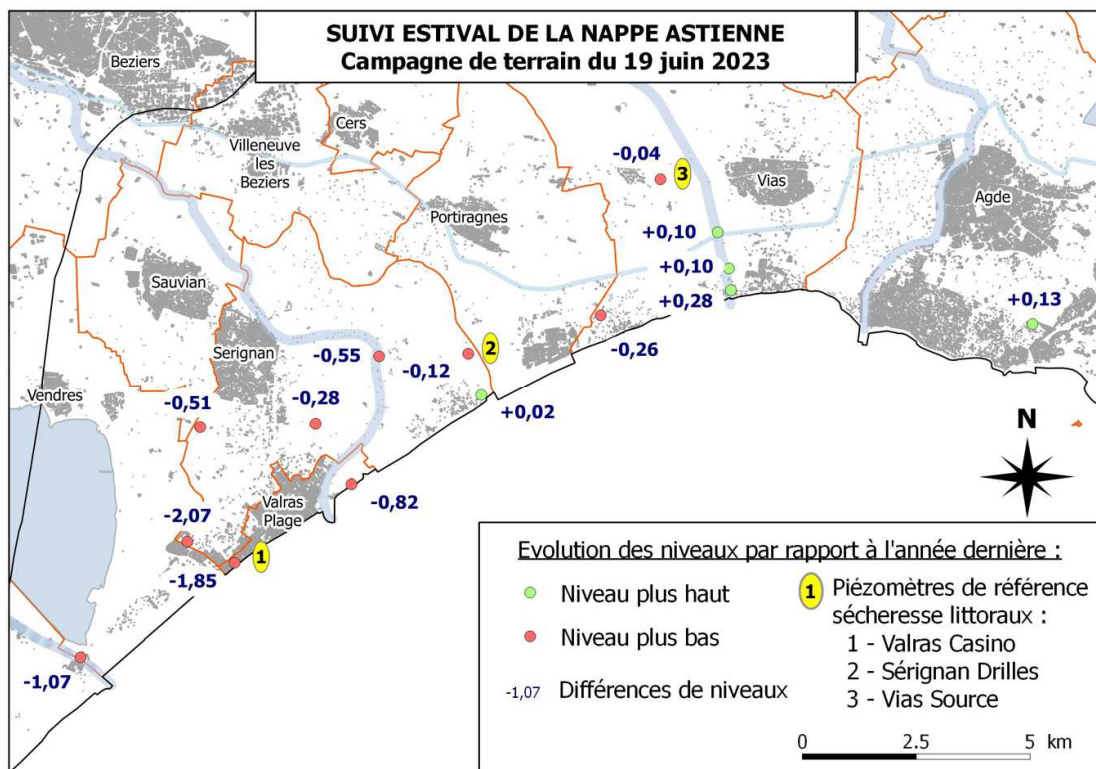 SUIVI ESTIVAL DE LA NAPPE ASTIENNE
Campagne de terrain du 19 juin 2023
Beziers
Cers
Villeneuve
les
Beziers
-0,04
3
Vias
Agde
Portiragnes
+0,10
+0,10
+0,28
+0,13
Sauvian
Serignan
-0,55
-0,12
2
-0,26
Vendres
-0,51
-0,28
+0,02
N
Valras
Plage
-0,82
-2,07
-1,85
1
-1,07
Evolution des niveaux par rapport à l'année dernière :
Niveau plus haut
Niveau plus bas
-1,07 Différences de niveaux
1 Piézomètres de référence
sécheresse littoraux :
1 - Valras Casino
2 - Sérignan Drilles
3 - Vias Source
0 2.5 5 km